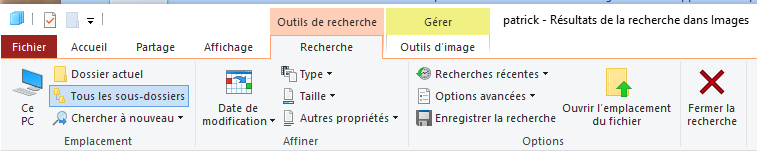 Outils de recherche Gérer patrick - Résultats de la recherche dans Images
Fichier Accueil Partage Affichage Recherche Outils d'image
Ce PC
Dossier actuel
Tous les sous-dossiers
Chercher à nouveau
Emplacement
Date de modification
Type
Taille
Autres propriétés
Affiner
Recherches récentes
Options avancées
Enregistrer la recherche
Ouvrir l'emplacement du fichier
Options
Fermer la recherche